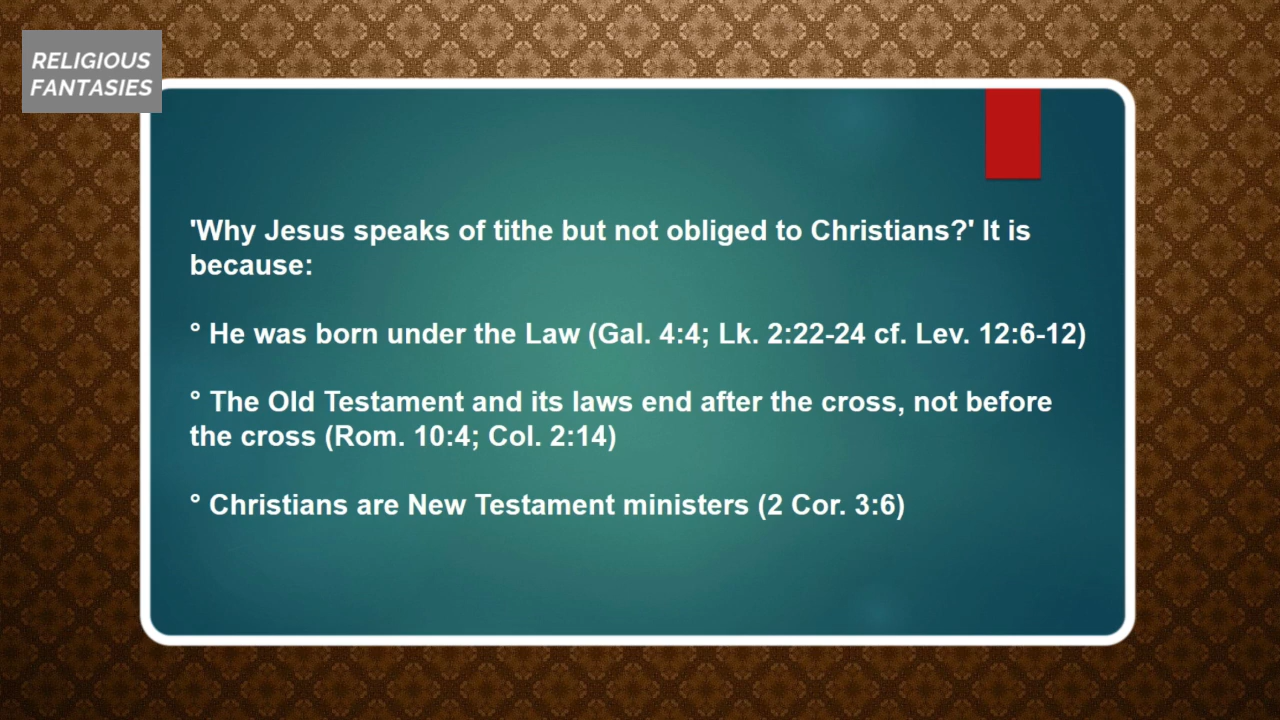 RELIGIOUS
FANTASIES
'Why Jesus speaks of tithe but not obliged to Christians?' It is
because:
° He was born under the Law (Gal. 4:4; Lk. 2:22-24 cf. Lev. 12:6-12)
° The Old Testament and its laws end after the cross, not before
the cross (Rom. 10:4; Col. 2:14)
° Christians are New Testament ministers (2 Cor. 3:6)